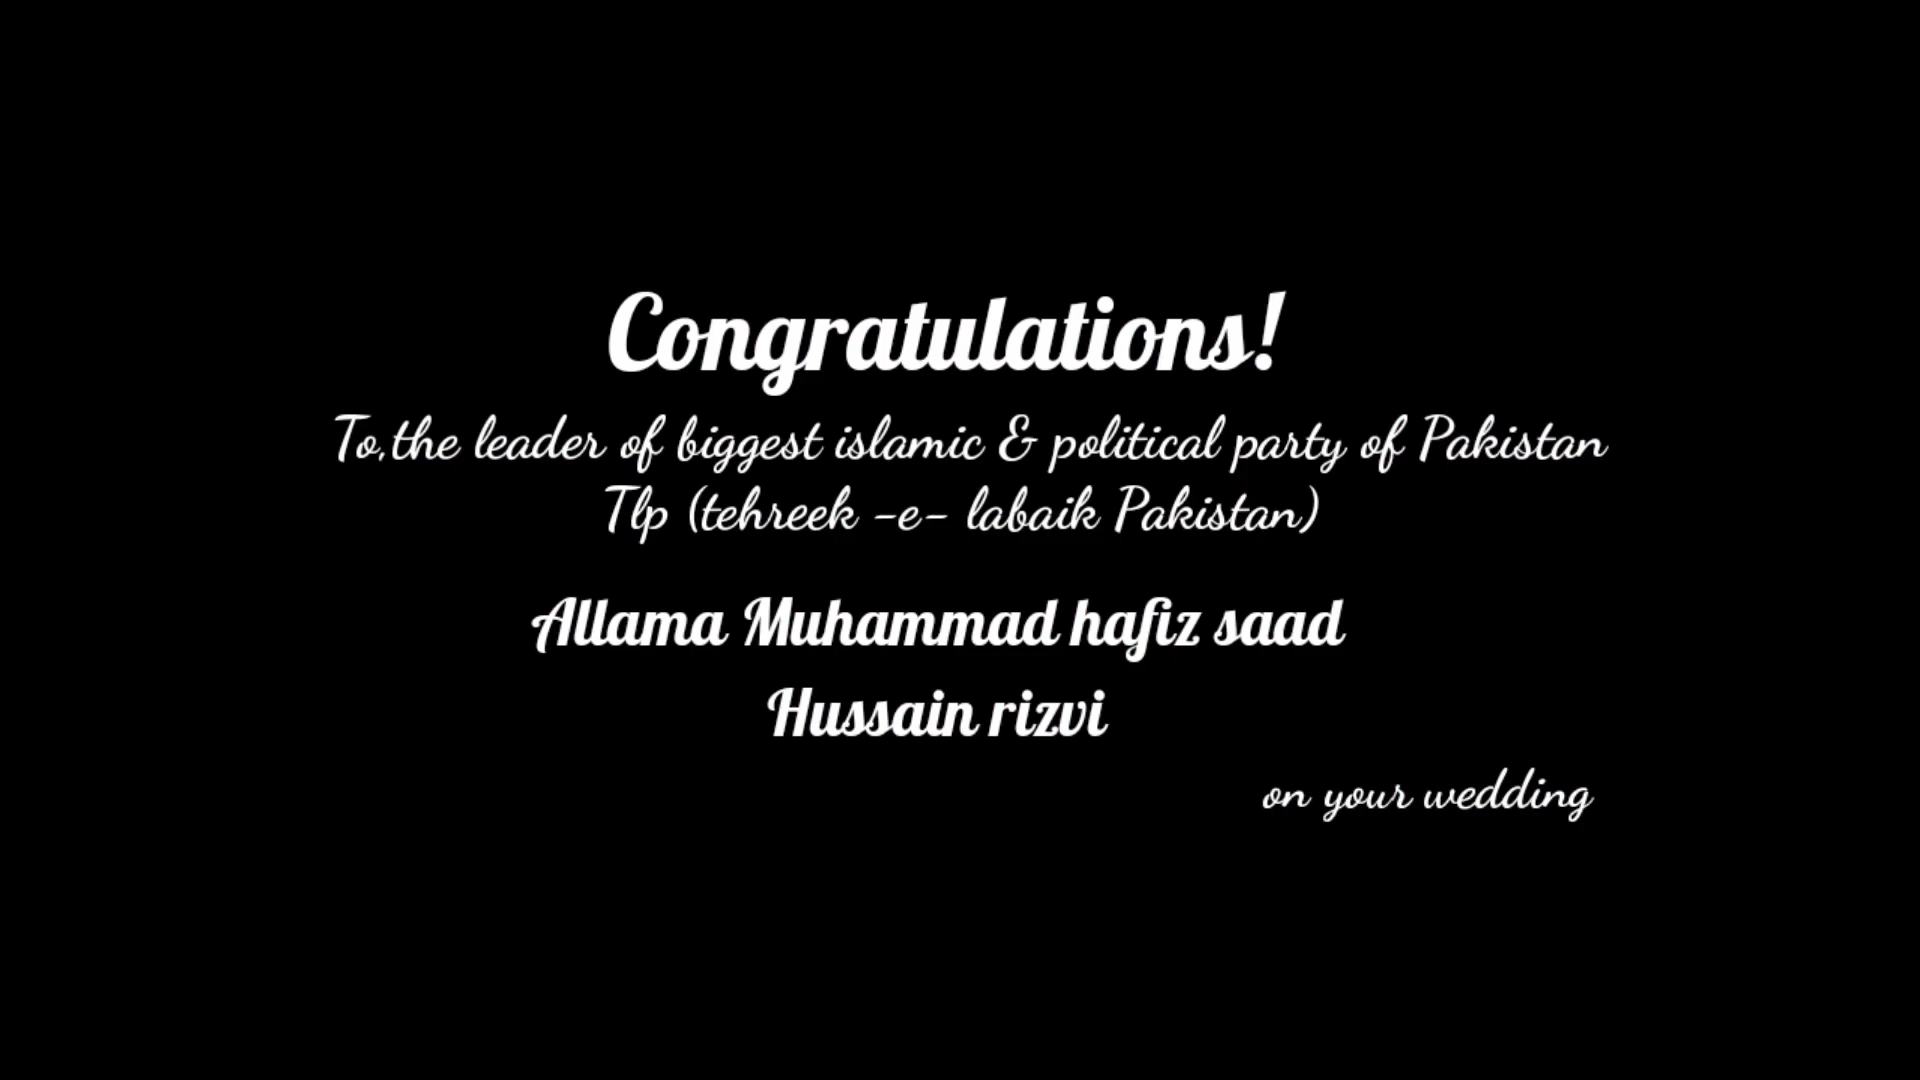 Congratulations!
To,the leader of biggest islamic & political party of Pakistan
Tlp (tehreek -e- labaik Pakistan)
Allama Muhammad hafiz saad
Hussain rizvi
on your wedding